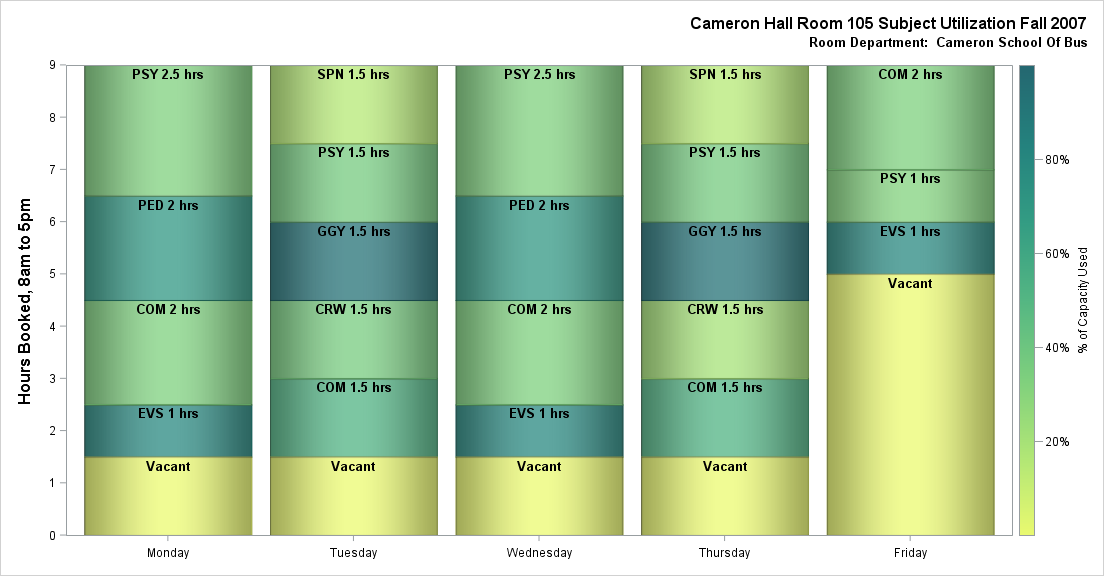 Cameron Hall Room 105 Subject Utilization Fall 2007
Room Department:  Cameron School Of Bus
Hours Booked, 8am to 5pm
9
8
7
6
5
4
3
2
1
0
PSY 2.5 hrs
PED 2 hrs
COM 2 hrs
EVS 1 hrs
Vacant
SPN 1.5 hrs
PSY 1.5 hrs
GGY 1.5 hrs
CRW 1.5 hrs
COM 1.5 hrs
Vacant
PSY 2.5 hrs
PED 2 hrs
COM 2 hrs
EVS 1 hrs
Vacant
SPN 1.5 hrs
PSY 1.5 hrs
GGY 1.5 hrs
CRW 1.5 hrs
COM 1.5 hrs
Vacant
COM 2 hrs
PSY 1 hrs
EVS 1 hrs
Vacant
Monday
Tuesday
Wednesday
Thursday
Friday
80%
60%
40%
20%
% of Capacity Used